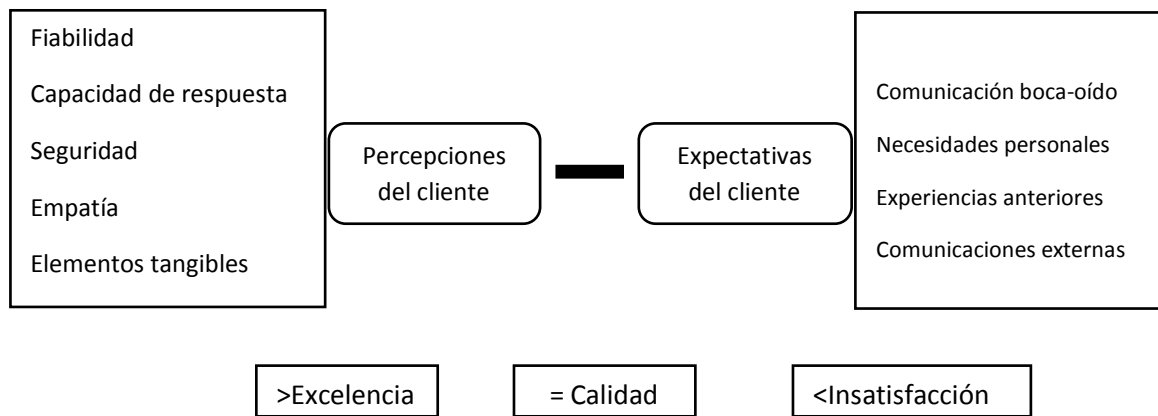 Fiabilidad
Capacidad de respuesta
Seguridad
Empatía
Elementos tangibles
Percepciones
del cliente
Expectativas
del cliente
Comunicación boca-oído
Necesidades personales
Experiencias anteriores
Comunicaciones externas
>Excelencia
= Calidad
<Insatisfacción